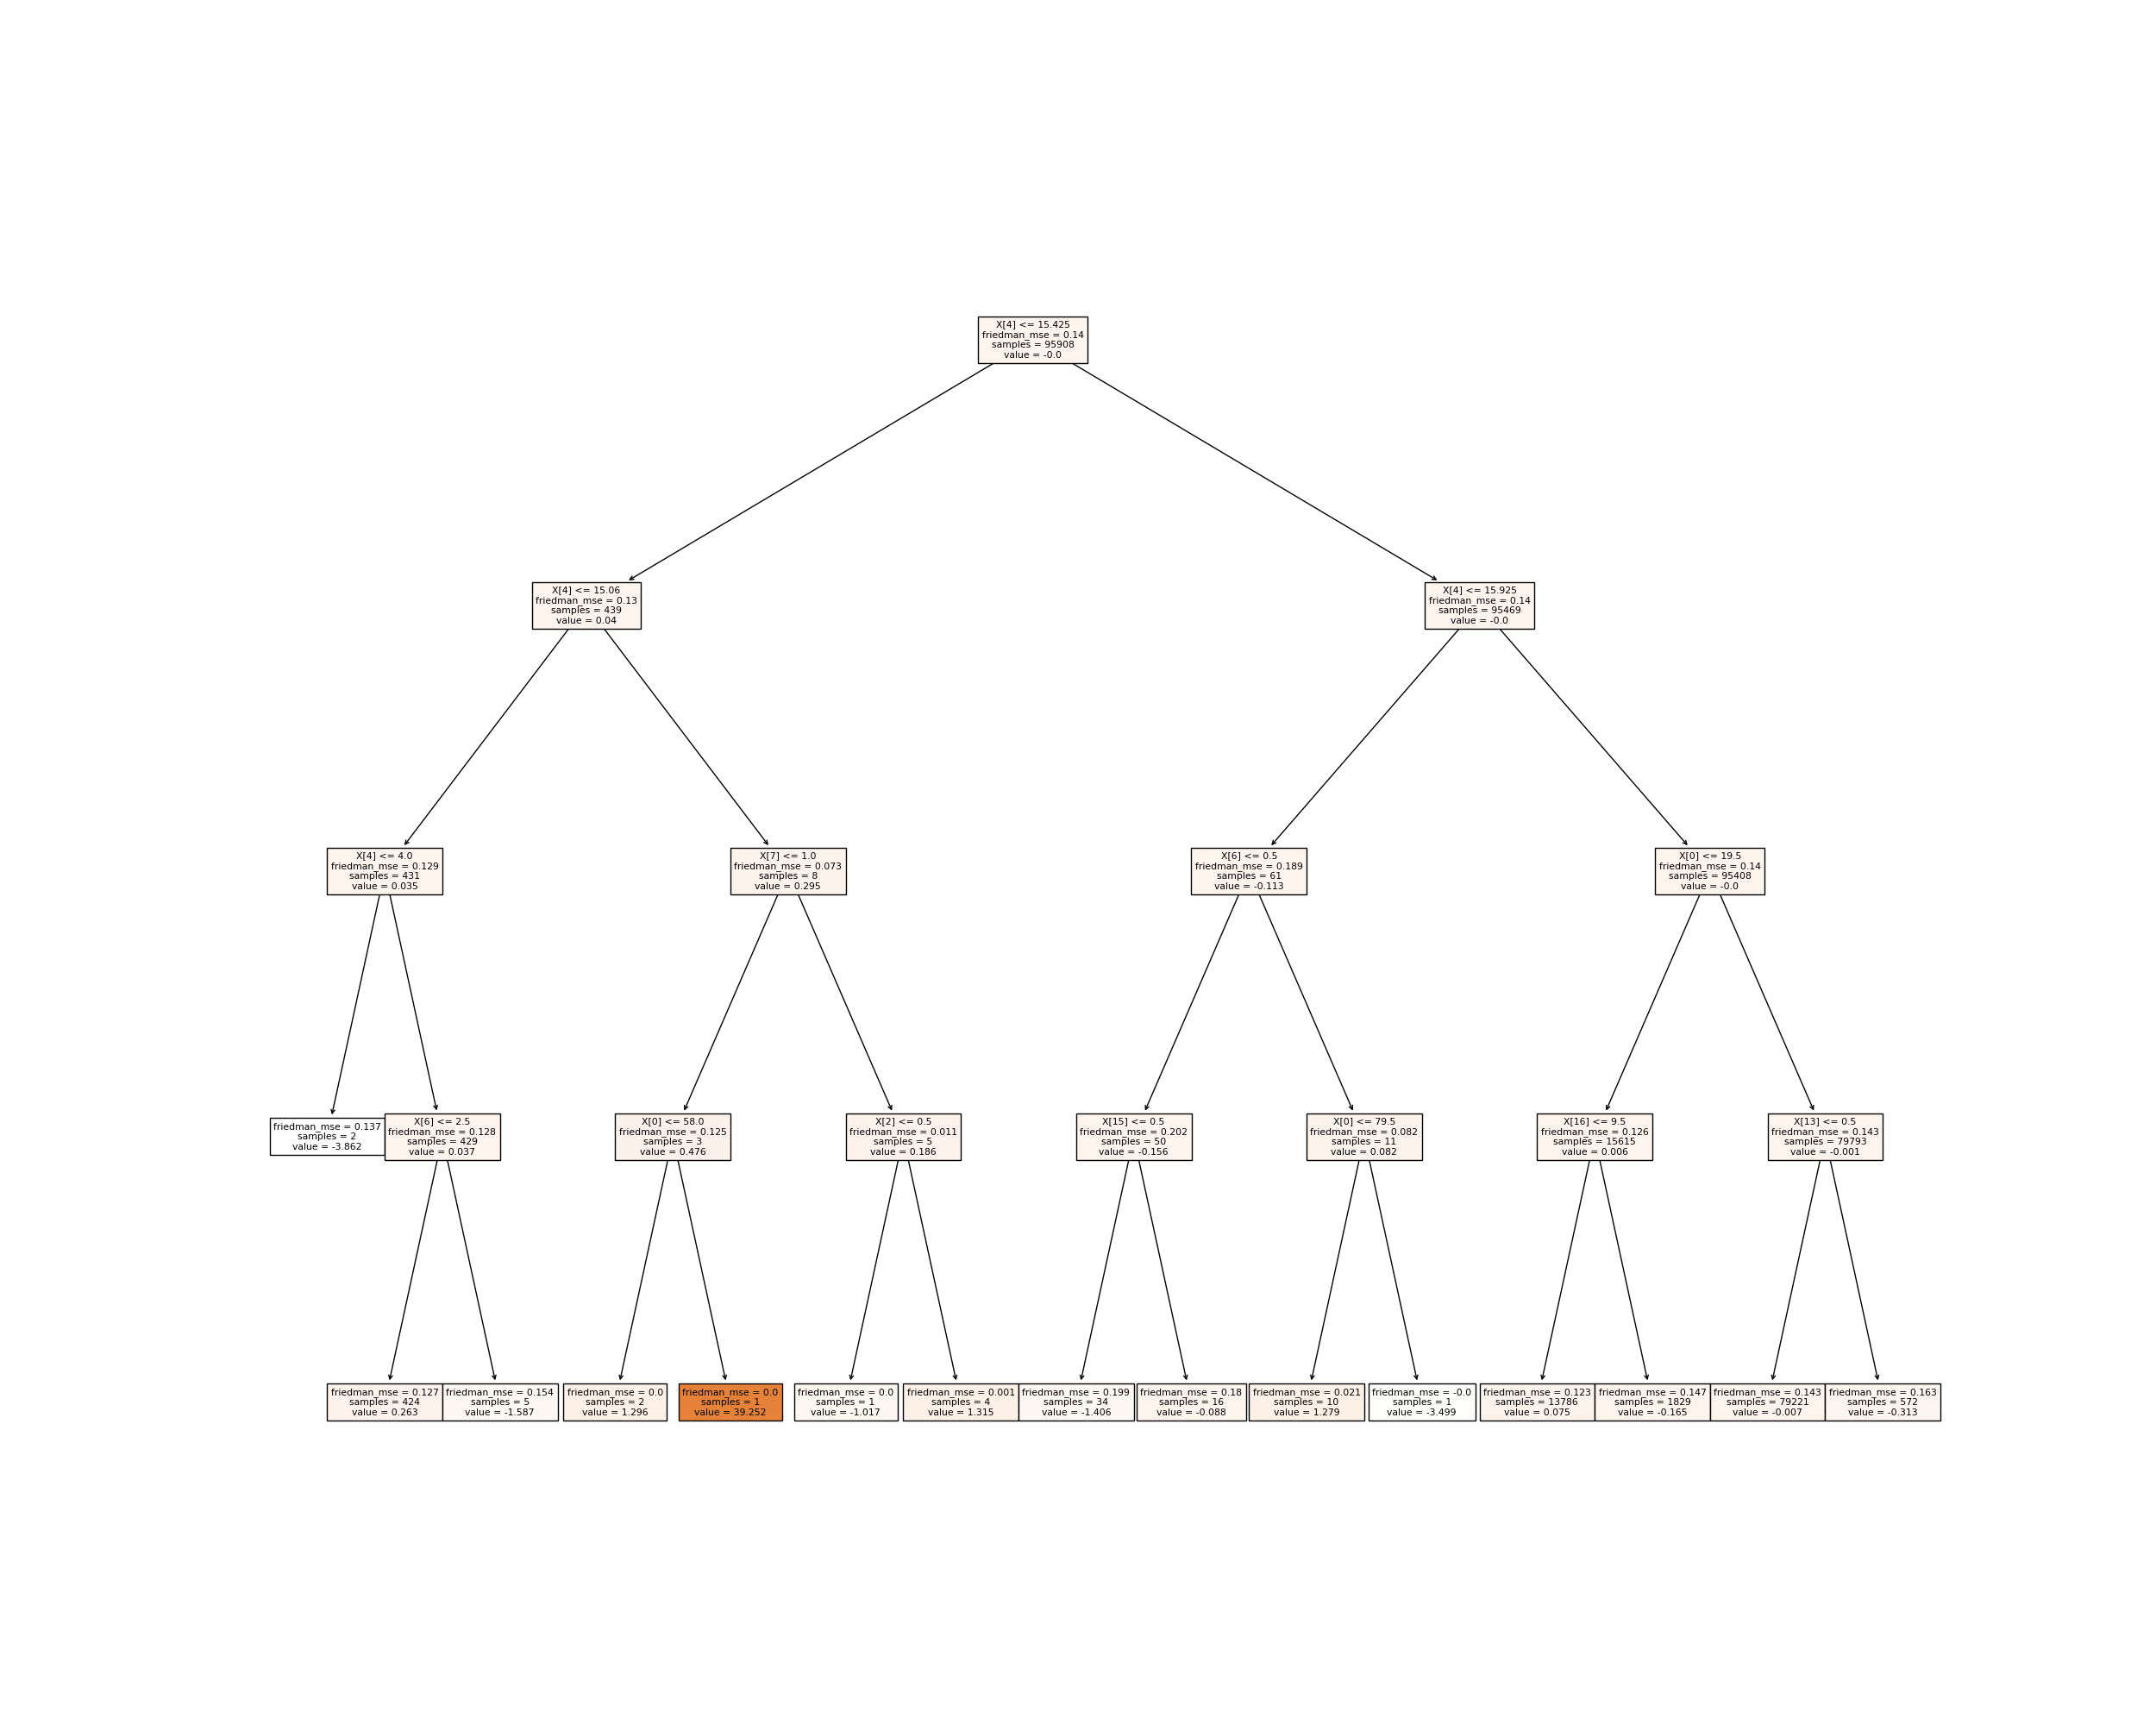 X[4] <= 15.425
friedman_mse = 0.14
samples = 95908
value = -0.0
X[4] <= 15.06
friedman_mse = 0.13
samples = 439
value = 0.04
X[4] <= 15.925
friedman_mse = 0.14
samples = 95469
value = -0.0
X[4] <= 4.0
friedman_mse = 0.129
samples = 431
value = 0.035
X[7] <= 1.0
friedman_mse = 0.073
samples = 8
value = 0.295
X[6] <= 0.5
friedman_mse = 0.189
samples = 61
value = -0.113
X[0] <= 19.5
friedman_mse = 0.14
samples = 95408
value = -0.0
friedman_mse = 0.137
samples = 2
value = -3.862
X[6] <= 2.5
friedman_mse = 0.128
samples = 429
value = 0.037
X[0] <= 58.0
friedman_mse = 0.125
samples = 3
value = 0.476
X[2] <= 0.5
friedman_mse = 0.011
samples = 5
value = 0.186
X[15] <= 0.5
friedman_mse = 0.202
samples = 50
value = -0.156
X[0] <= 79.5
friedman_mse = 0.082
samples = 11
value = 0.082
X[16] <= 9.5
friedman_mse = 0.126
samples = 15615
value = 0.006
X[13] <= 0.5
friedman_mse = 0.143
samples = 79793
value = -0.001
friedman_mse = 0.127
samples = 424
value = 0.263
friedman_mse = 0.154
samples = 5
value = -1.587
friedman_mse = 0.0
samples = 2
value = 1.296
friedman_mse = 0.0
samples = 1
value = 39.252
friedman_mse = 0.0
samples = 1
value = -1.017
friedman_mse = 0.001
samples = 4
value = 1.315
friedman_mse = 0.199
samples = 34
value = -1.406
friedman_mse = 0.18
samples = 16
value = -0.088
friedman_mse = 0.021
samples = 10
value = 1.279
friedman_mse = -0.0
samples = 1
value = -3.499
friedman_mse = 0.123
samples = 13786
value = 0.075
friedman_mse = 0.147
samples = 1829
value = -0.165
friedman_mse = 0.143
samples = 79221
value = -0.007
friedman_mse = 0.163
samples = 572
value = -0.313